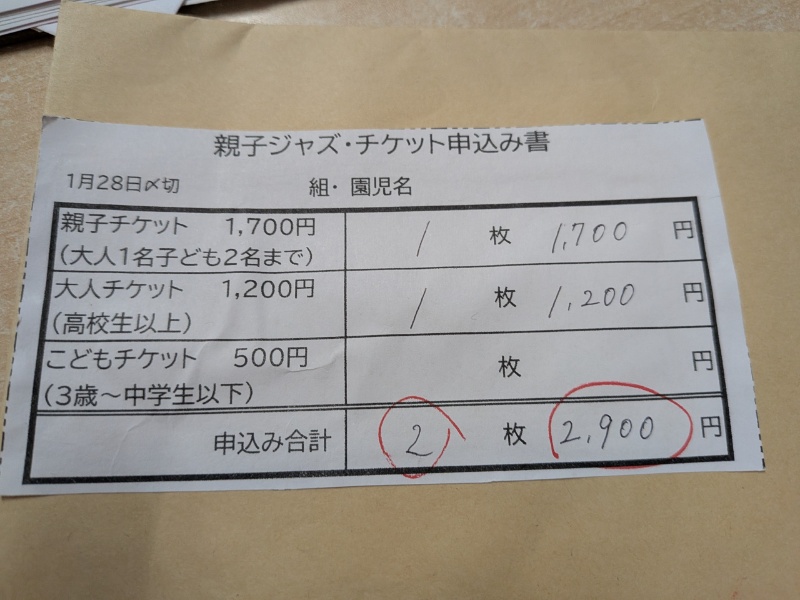 親子ジャズ・チケット申込み書
1月28日〆切 組・園児名
親子チケット 1,700円 1 枚 1,700 円
(大人1名子ども2名まで)
大人チケット 1,200円 1 枚 1,200 円
(高校生以上)
こどもチケット 500円 枚 円
(3歳～中学生以下)
申込み合計 2 枚 2,900 円